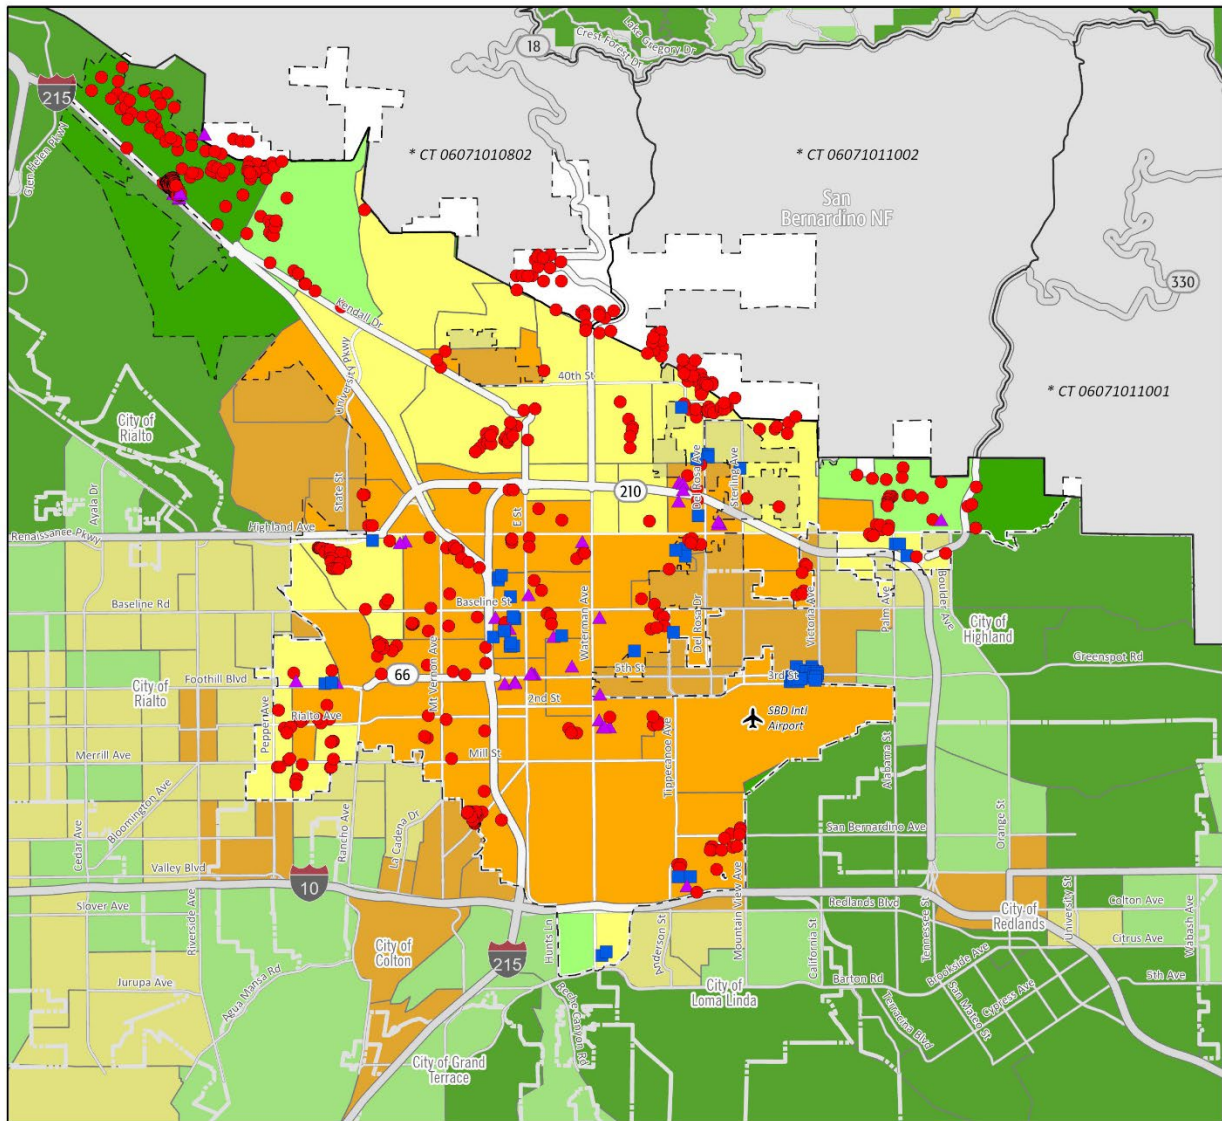 Lake Gregory Dr
Crest Forest Dr
18
215
Glen Helen Pkwy
* CT 06071010802
* CT 06071011002
San
Bernardino NF
330
Kendall Dr
University Pkwy
40th St
* CT 06071011001
City of
Rialto
Ayala Dr
State St
E St
210
Del Rosa Ave
Sterling Ave
Highland Ave
Renaissance Pkwy
Baseline Rd
Baseline St
Waterman Ave
Del Rosa Dr
Victoria Ave
Palm Ave
Boulder Ave
City of
Highland
Mt Vernon Ave
City of
Rialto
Foothill Blvd
66
5th St
3rd St
Greenspot Rd
2nd St
Pepper Ave
Rialto Ave
SBD Intl
Airport
Merrill Ave
Mill St
Tippecanoe Ave
Alabama St
Bloomington Ave
Cedar Ave
Rancho Ave
La Cadena Dr
San Bernardino Ave
Orange St
Valley Blvd
10
Mountain View Ave
Slover Ave
Riverside Ave
Redlands Blvd
Tennessee St
City of
Redlands
University St
Colton Ave
Wabash Ave
City of
Colton
215
Hunts Ln
Anderson St
California St
Citrus Ave
Brookside Ave
Jurupa Ave
Agua Mansa Rd
Reche Canyon Rd
City of
Loma Linda
Barton Rd
5th Ave
Cypress Ave
San Mateo St
Terracina Blvd
City of Grand
Terrace